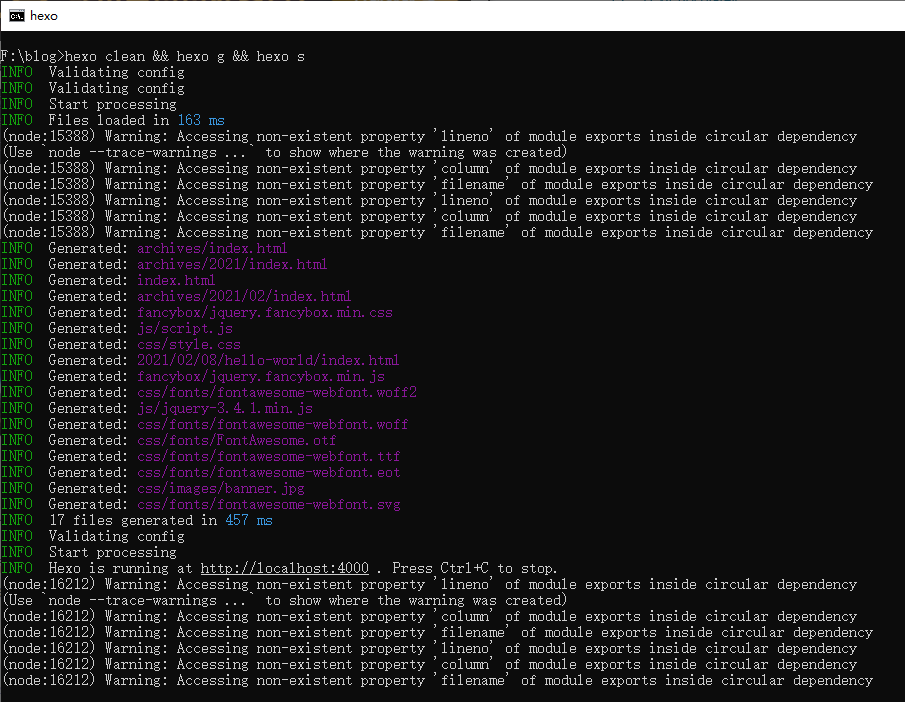 hexo
F:\blog>hexo clean && hexo g && hexo s
INFO  Validating config
INFO  Validating config
INFO  Start processing
INFO  Files loaded in 163 ms
(node:15388) Warning: Accessing non-existent property 'lineno' of module exports inside circular dependency
(Use `node --trace-warnings ...` to show where the warning was created)
(node:15388) Warning: Accessing non-existent property 'column' of module exports inside circular dependency
(node:15388) Warning: Accessing non-existent property 'filename' of module exports inside circular dependency
(node:15388) Warning: Accessing non-existent property 'lineno' of module exports inside circular dependency
(node:15388) Warning: Accessing non-existent property 'column' of module exports inside circular dependency
(node:15388) Warning: Accessing non-existent property 'filename' of module exports inside circular dependency
INFO  Generated: archives/index.html
INFO  Generated: archives/2021/index.html
INFO  Generated: index.html
INFO  Generated: archives/2021/02/index.html
INFO  Generated: fancybox/jquery.fancybox.min.css
INFO  Generated: js/script.js
INFO  Generated: css/style.css
INFO  Generated: 2021/02/08/hello-world/index.html
INFO  Generated: fancybox/jquery.fancybox.min.js
INFO  Generated: css/fonts/fontawesome-webfont.woff2
INFO  Generated: js/jquery-3.4.1.min.js
INFO  Generated: css/fonts/fontawesome-webfont.woff
INFO  Generated: css/fonts/FontAwesome.otf
INFO  Generated: css/fonts/fontawesome-webfont.ttf
INFO  Generated: css/fonts/fontawesome-webfont.eot
INFO  Generated: css/images/banner.jpg
INFO  Generated: css/fonts/fontawesome-webfont.svg
INFO  17 files generated in 457 ms
INFO  Validating config
INFO  Start processing
INFO  Hexo is running at http://localhost:4000 . Press Ctrl+C to stop.
(node:16212) Warning: Accessing non-existent property 'lineno' of module exports inside circular dependency
(Use `node --trace-warnings ...` to show where the warning was created)
(node:16212) Warning: Accessing non-existent property 'column' of module exports inside circular dependency
(node:16212) Warning: Accessing non-existent property 'filename' of module exports inside circular dependency
(node:16212) Warning: Accessing non-existent property 'lineno' of module exports inside circular dependency
(node:16212) Warning: Accessing non-existent property 'column' of module exports inside circular dependency
(node:16212) Warning: Accessing non-existent property 'filename' of module exports inside circular dependency